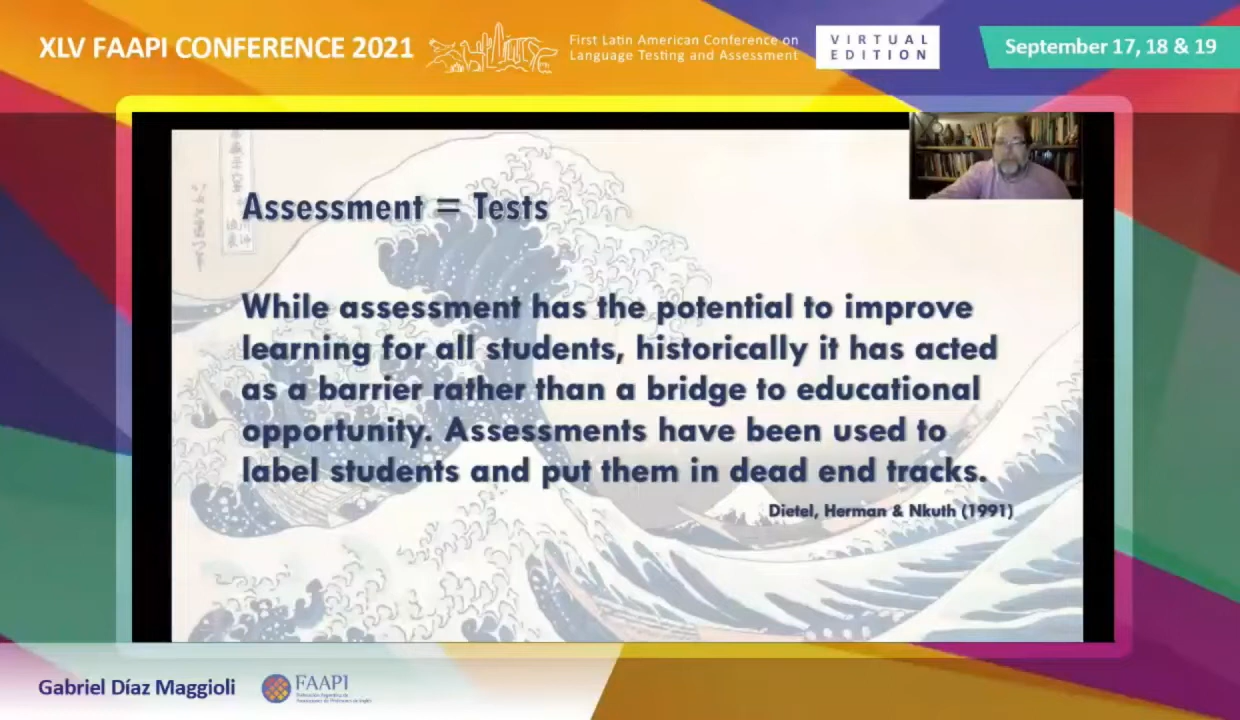 XLV FAAPI CONFERENCE 2021
First Latin American Conference on
Language Testing and Assessment
VIRTUAL
EDITION
September 17, 18 & 19
Assessment = Tests
While assessment has the potential to improve
learning for all students, historically it has acted
as a barrier rather than a bridge to educational
opportunity. Assessments have been used to
label students and put them in dead end tracks.
Dietel, Herman & Nkuth (1991)
Gabriel Díaz Maggioli
FAAPI